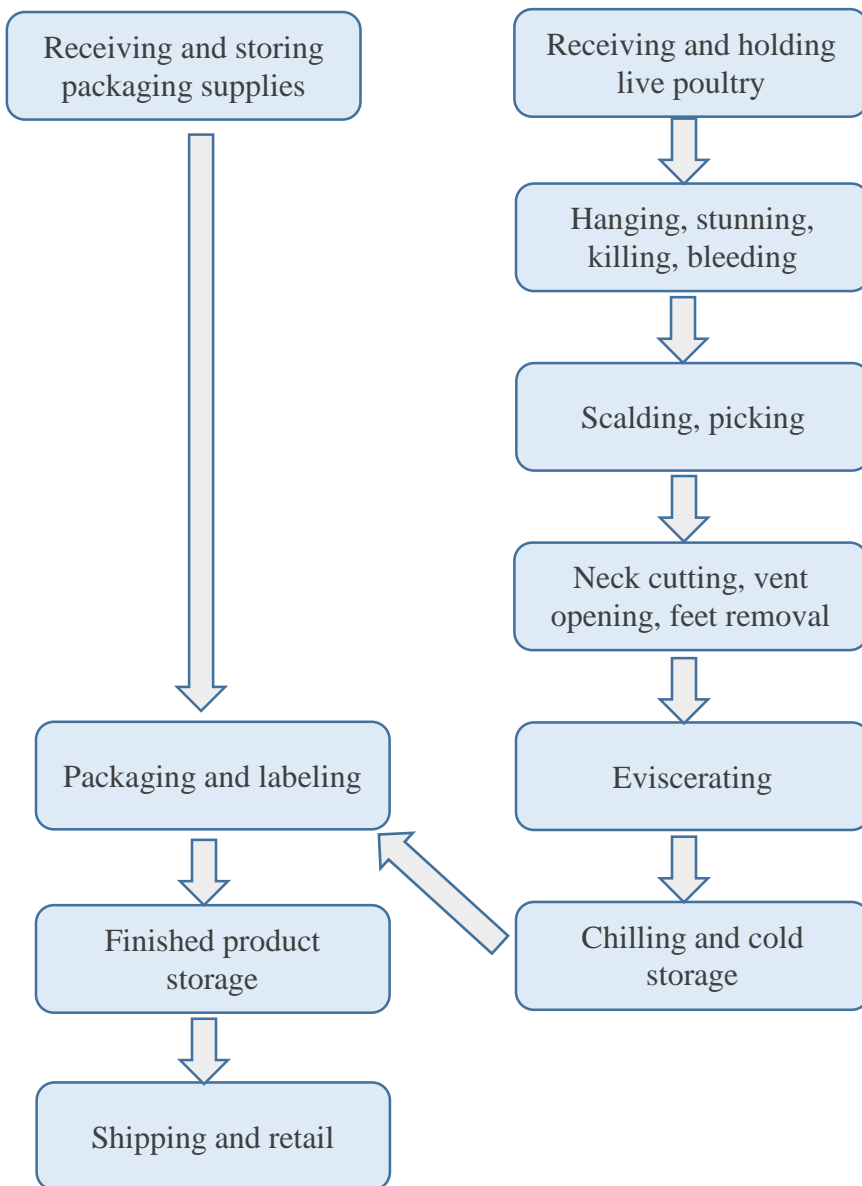 Receiving and storing
packaging supplies
Receiving and holding
live poultry
Hanging, stunning,
killing, bleeding
Scalding, picking
Neck cutting, vent
opening, feet removal
Eviscerating
Chilling and cold
storage
Packaging and labeling
Finished product
storage
Shipping and retail